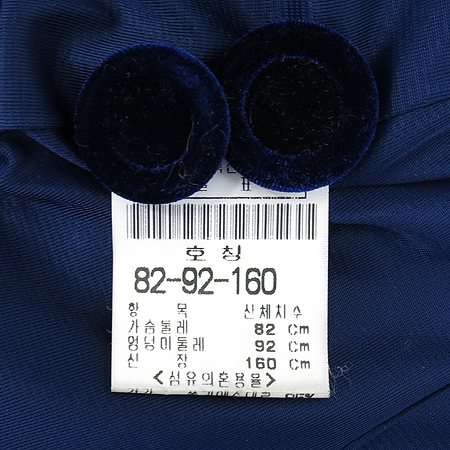 호 칭
82-92-160
항 목 신체치수
가슴둘레 82 Cm
엉덩이둘레 92 Cm
신 장 160 Cm
<섬유의혼용율>